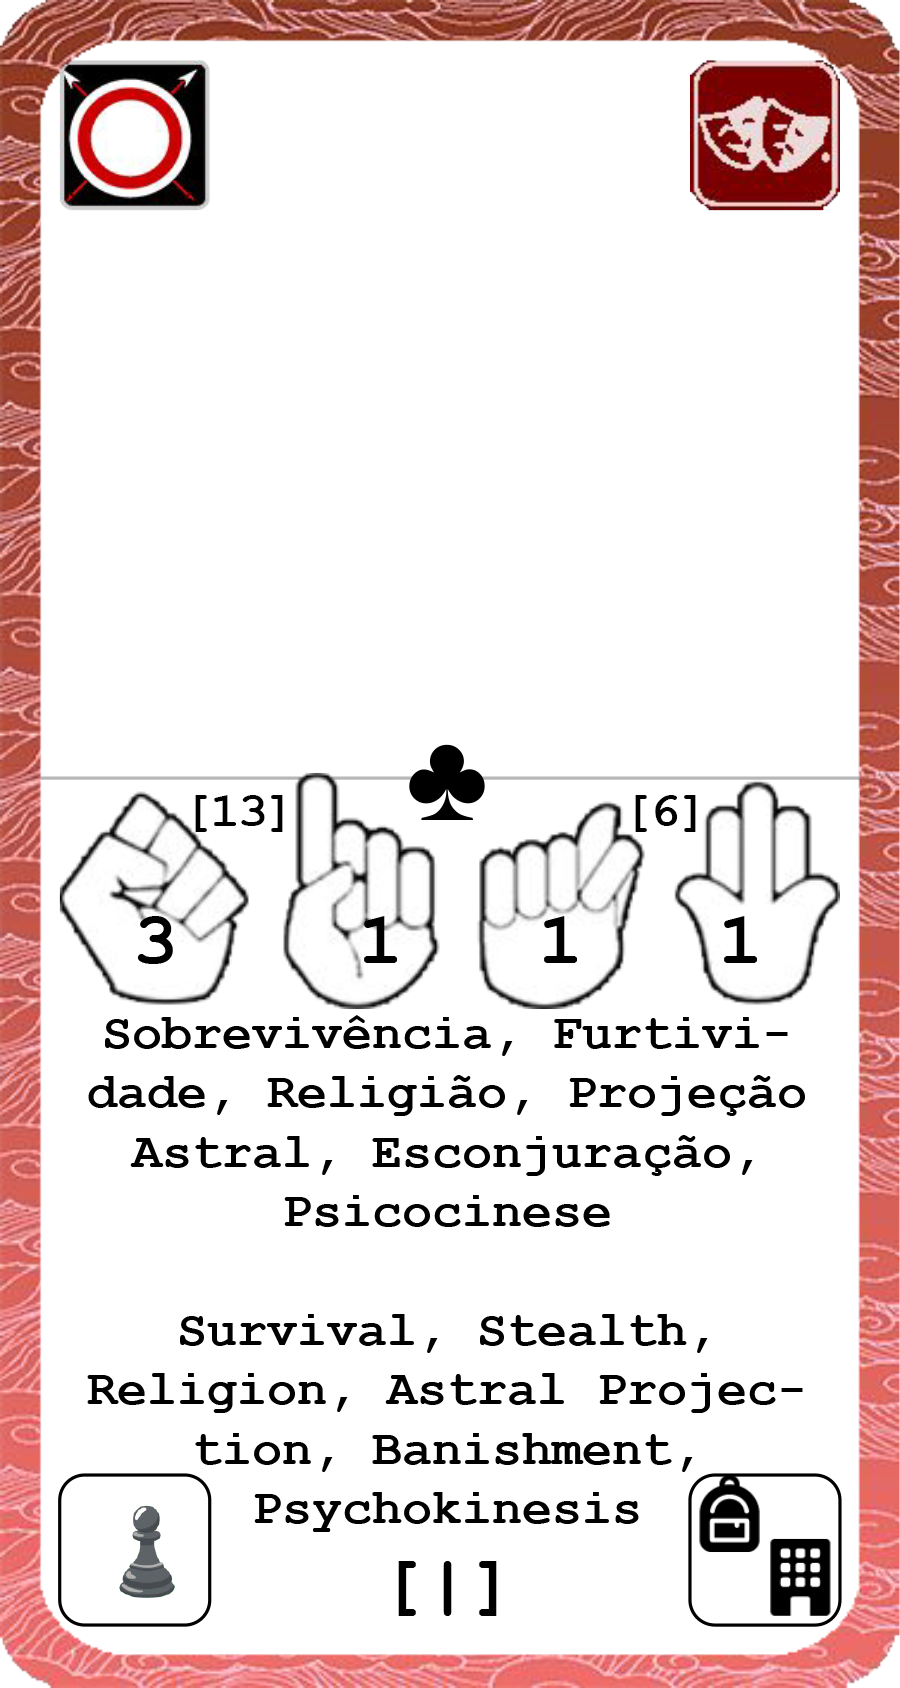 [13] [6]
3 1 1 1
Sobrevivência, Furtivi-
dade, Religião, Projeção
Astral, Esconjuração,
Psicocinese
Survival, Stealth,
Religion, Astral Projec-
tion, Banishment,
Psychokinesis
[|]